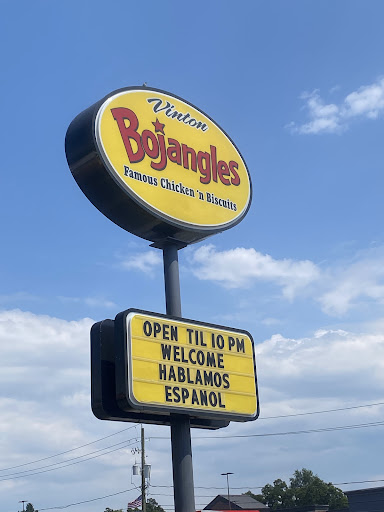 Vinton
Bojangles
Famous Chicken 'n Biscuits
OPEN TIL 10 PM
WELCOME
HABLAMOS
ESPANOL